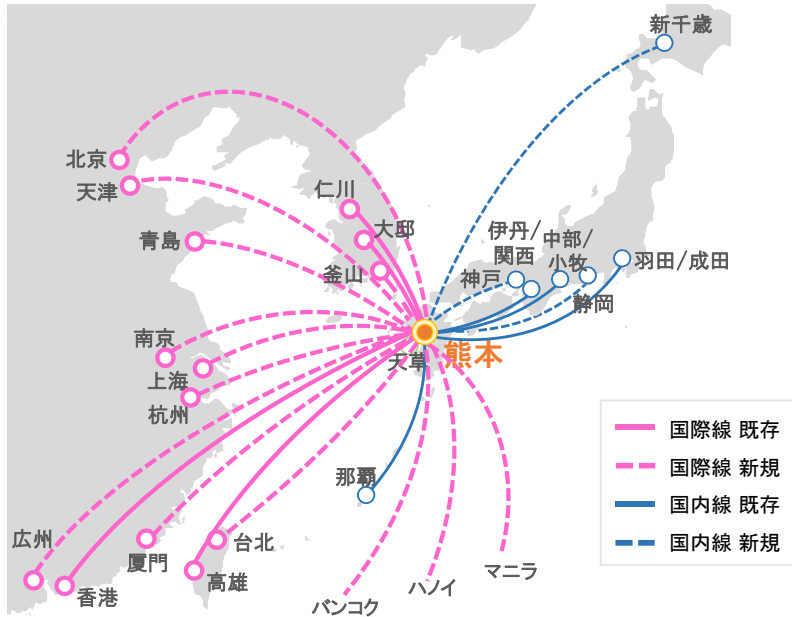 新千歳
北京
天津
仁川
大邱
青島
釜山
伊丹/
関西
中部/
小牧
神戸
羽田/成田
静岡
南京
上海
杭州
天草
熊本
那覇
広州
香港
厦門
台北
高雄
バンコク
ハノイ
マニラ
国際線 既存
国際線 新規
国内線 既存
国内線 新規